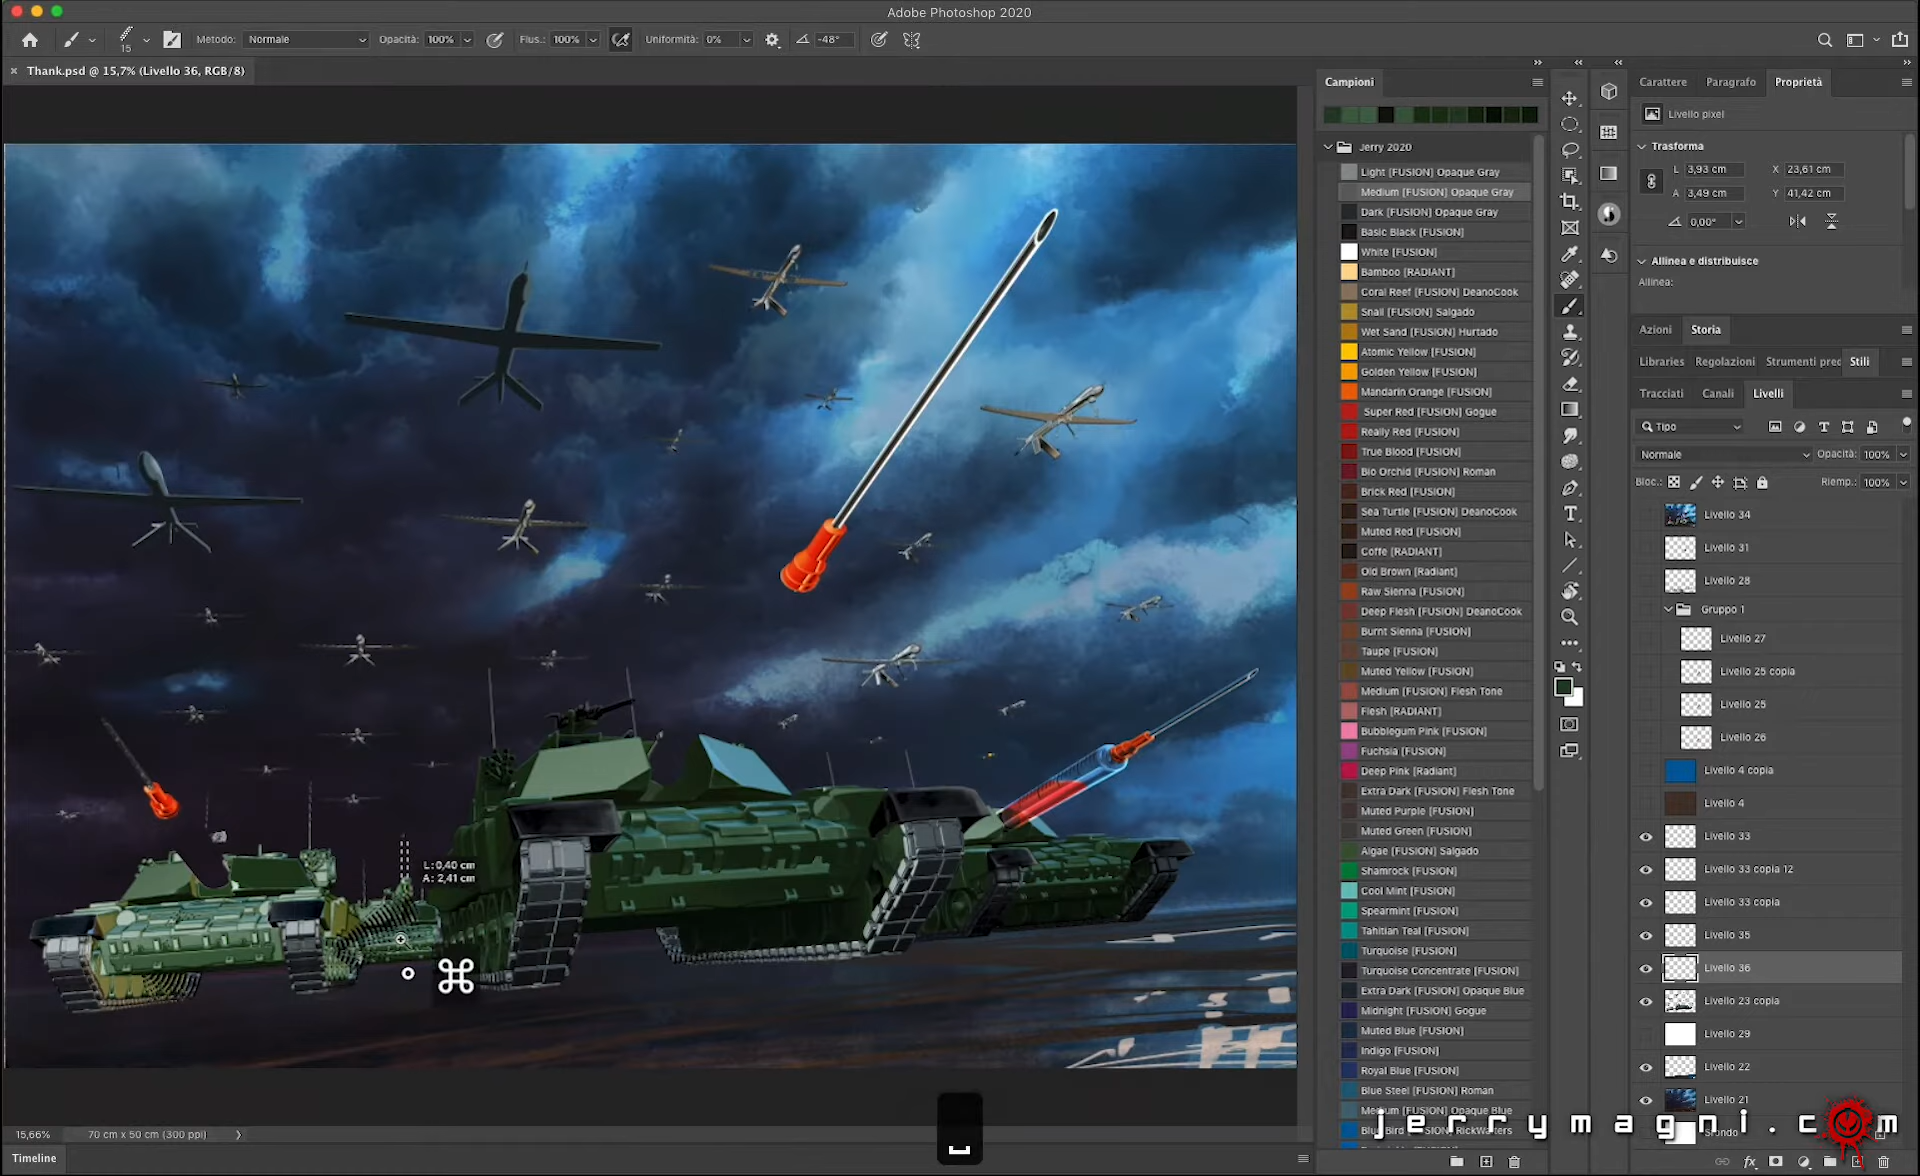 Adobe Photoshop 2020
15
Metodo: Normale
Opacità: 100%
Flus.: 100%
Uniformità: 0%
-48°
Thank.psd @ 15,7% (Livello 36, RGB/8)
L: 0,40 cm
A: 2,41 cm
15,66%
70 cm x 50 cm (300 ppi)
Timeline
Campioni
Jerry 2020
Light [FUSION] Opaque Gray
Medium [FUSION] Opaque Gray
Dark [FUSION] Opaque Gray
Basic Black [FUSION]
White [FUSION]
Bamboo [RADIANT]
Coral Reef [FUSION] DeanoCook
Snail [FUSION] Salgado
Wet Sand [FUSION] Hurtado
Atomic Yellow [FUSION]
Golden Yellow [FUSION]
Mandarin Orange [FUSION]
Super Red [FUSION] Gogue
Really Red [FUSION]
True Blood [FUSION]
Bio Orchid [FUSION] Roman
Brick Red [FUSION]
Sea Turtle [FUSION] DeanoCook
Muted Red [FUSION]
Coffe [RADIANT]
Old Brown [Radiant]
Raw Sienna [FUSION]
Deep Flesh [FUSION] DeanoCook
Burnt Sienna [FUSION]
Taupe [FUSION]
Muted Yellow [FUSION]
Medium [FUSION] Flesh Tone
Flesh [RADIANT]
Bubblegum Pink [FUSION]
Fuchsia [FUSION]
Deep Pink [Radiant]
Extra Dark [FUSION] Flesh Tone
Muted Purple [FUSION]
Muted Green [FUSION]
Algae [FUSION] Salgado
Shamrock [FUSION]
Cool Mint [FUSION]
Spearmint [FUSION]
Tahitian Teal [FUSION]
Turquoise [FUSION]
Turquoise Concentrate [FUSION]
Extra Dark [FUSION] Opaque Blue
Midnight [FUSION] Gogue
Muted Blue [FUSION]
Indigo [FUSION]
Royal Blue [FUSION]
Blue Steel [FUSION] Roman
Opaque Blue
Carattere
Paragrafo
Proprietà
Livello pixel
Trasforma
L 3,93 cm
X 23,61 cm
A 3,49 cm
Y 41,42 cm
0,00°
Allinea e distribuisce
Allinea:
Azioni
Storia
Libraries
Regolazioni
Strumenti prec
Stili
Tracciati
Canali
Livelli
Tipo
Normale
Opacità: 100%
Bloc.:
Riemp.: 100%
Livello 34
Livello 31
Livello 28
Gruppo 1
Livello 27
Livello 25 copia
Livello 25
Livello 26
Livello 4 copia
Livello 4
Livello 33
Livello 33 copia 12
Livello 33 copia
Livello 35
Livello 36
Livello 23 copia
Livello 29
Livello 22
Livello 21
jerrymagni.com
fx